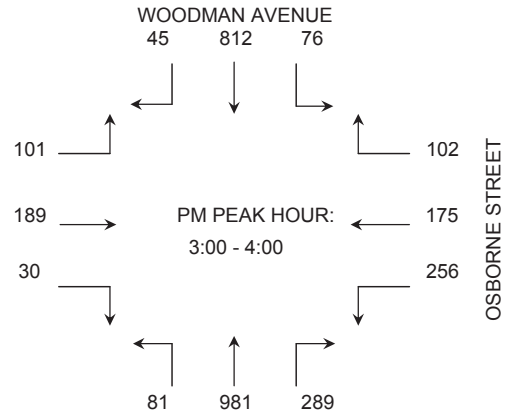 WOODMAN AVENUE
45 812 76
101 102
189 PM PEAK HOUR: 175
3:00 - 4:00
30 256
OSBORNE STREET
81 981 289